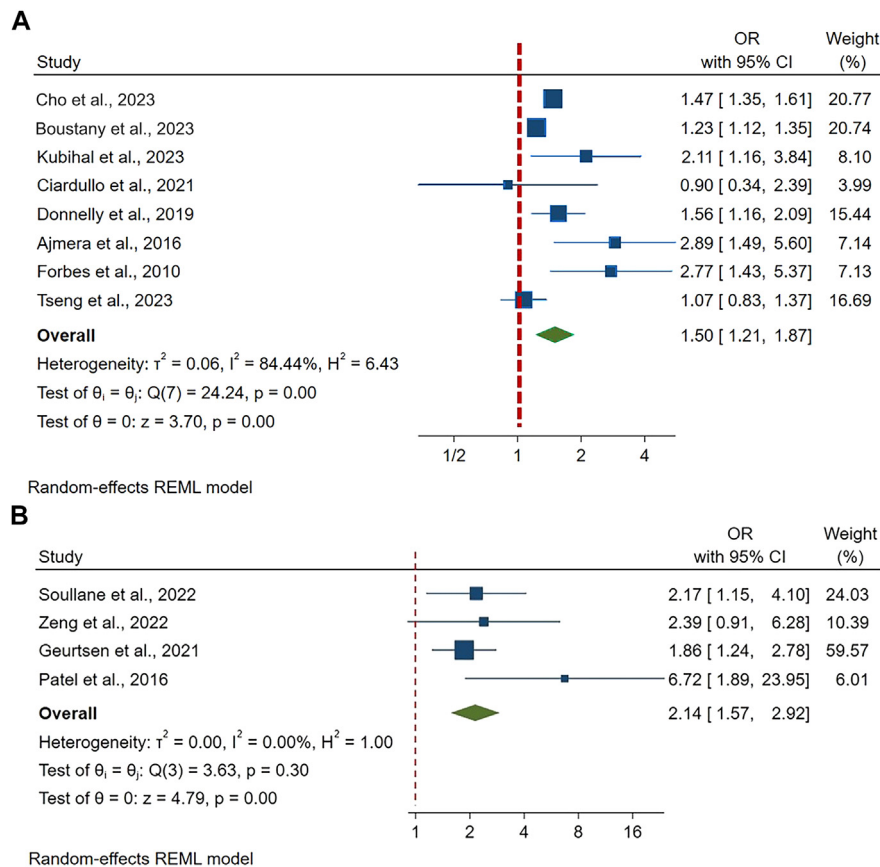 A
OR Weight
Study with 95% CI (%)
Cho et al., 2023 1.47 [ 1.35, 1.61] 20.77
Boustany et al., 2023 1.23 [ 1.12, 1.35] 20.74
Kubihal et al., 2023 2.11 [ 1.16, 3.84] 8.10
Ciardullo et al., 2021 0.90 [ 0.34, 2.39] 3.99
Donnelly et al., 2019 1.56 [ 1.16, 2.09] 15.44
Ajmera et al., 2016 2.89 [ 1.49, 5.60] 7.14
Forbes et al., 2010 2.77 [ 1.43, 5.37] 7.13
Tseng et al., 2023 1.07 [ 0.83, 1.37] 16.69
Overall 1.50 [ 1.21, 1.87]
Heterogeneity: τ² = 0.06, I² = 84.44%, H² = 6.43
Test of θᵢ = θⱼ: Q(7) = 24.24, p = 0.00
Test of θ = 0: z = 3.70, p = 0.00
1/2 1 2 4
Random-effects REML model
B
OR Weight
Study with 95% CI (%)
Soullane et al., 2022 2.17 [ 1.15, 4.10] 24.03
Zeng et al., 2022 2.39 [ 0.91, 6.28] 10.39
Geurtsen et al., 2021 1.86 [ 1.24, 2.78] 59.57
Patel et al., 2016 6.72 [ 1.89, 23.95] 6.01
Overall 2.14 [ 1.57, 2.92]
Heterogeneity: τ² = 0.00, I² = 0.00%, H² = 1.00
Test of θᵢ = θⱼ: Q(3) = 3.63, p = 0.30
Test of θ = 0: z = 4.79, p = 0.00
1 2 4 8 16
Random-effects REML model